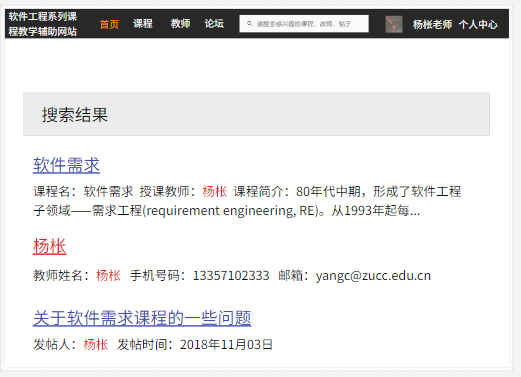 软件工程系列课
程教学辅助网站
首页 课程 教师 论坛 请搜索感兴趣的课程、教师、帖子 杨枨老师 个人中心
搜索结果
软件需求
课程名：软件需求 授课教师：杨枨 课程简介：80年代中期，形成了软件工程
子领域——需求工程(requirement engineering, RE)。从1993年起每...
杨枨
教师姓名：杨枨 手机号码：13357102333 邮箱：yangc@zucc.edu.cn
关于软件需求课程的一些问题
发帖人：杨枨 发帖时间：2018年11月03日